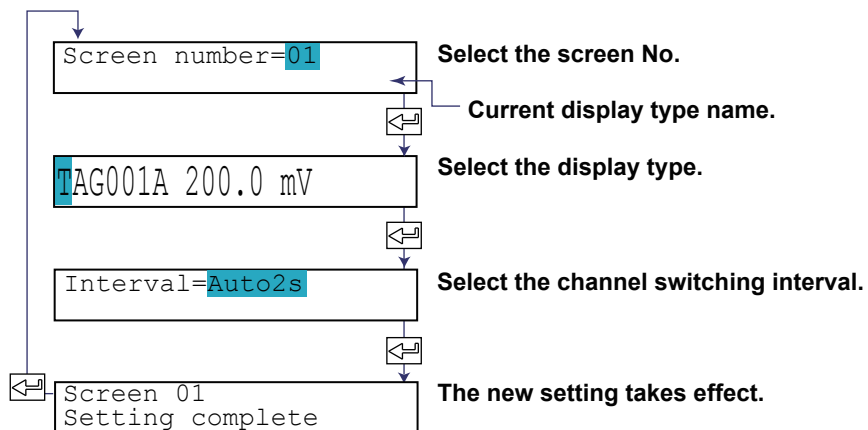 Screen number=01
Select the screen No.
Current display type name.
TAG001A 200.0 mV
Select the display type.
Interval=Auto2s
Select the channel switching interval.
Screen 01
Setting complete
The new setting takes effect.